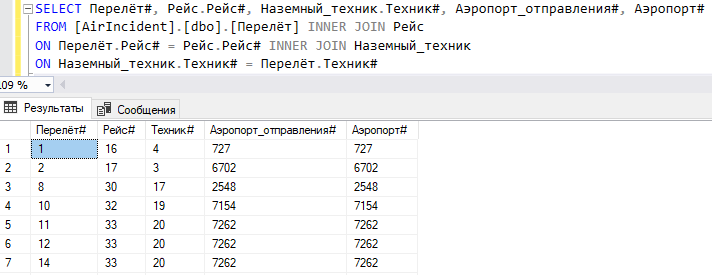 SELECT Перелёт#, Рейс.Рейс#, Наземный_техник.Техник#, Аэропорт_отправления#, Аэропорт#
FROM [AirIncident].[dbo].[Перелёт] INNER JOIN Рейс
ON Перелёт.Рейс# = Рейс.Рейс# INNER JOIN Наземный_техник
ON Наземный_техник.Техник# = Перелёт.Техник#
09 %
Результаты Сообщения
Перелёт# Рейс# Техник# Аэропорт_отправления# Аэропорт#
1 1 16 4 727 727
2 2 17 3 6702 6702
3 8 30 17 2548 2548
4 10 32 19 7154 7154
5 11 33 20 7262 7262
6 12 33 20 7262 7262
7 14 33 20 7262 7262